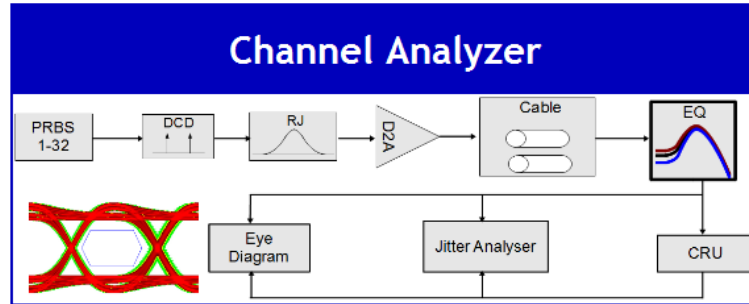 Channel Analyzer
PRBS
1-32
DCD
RJ
D2A
Cable
EQ
Eye
Diagram
Jitter Analyser
CRU